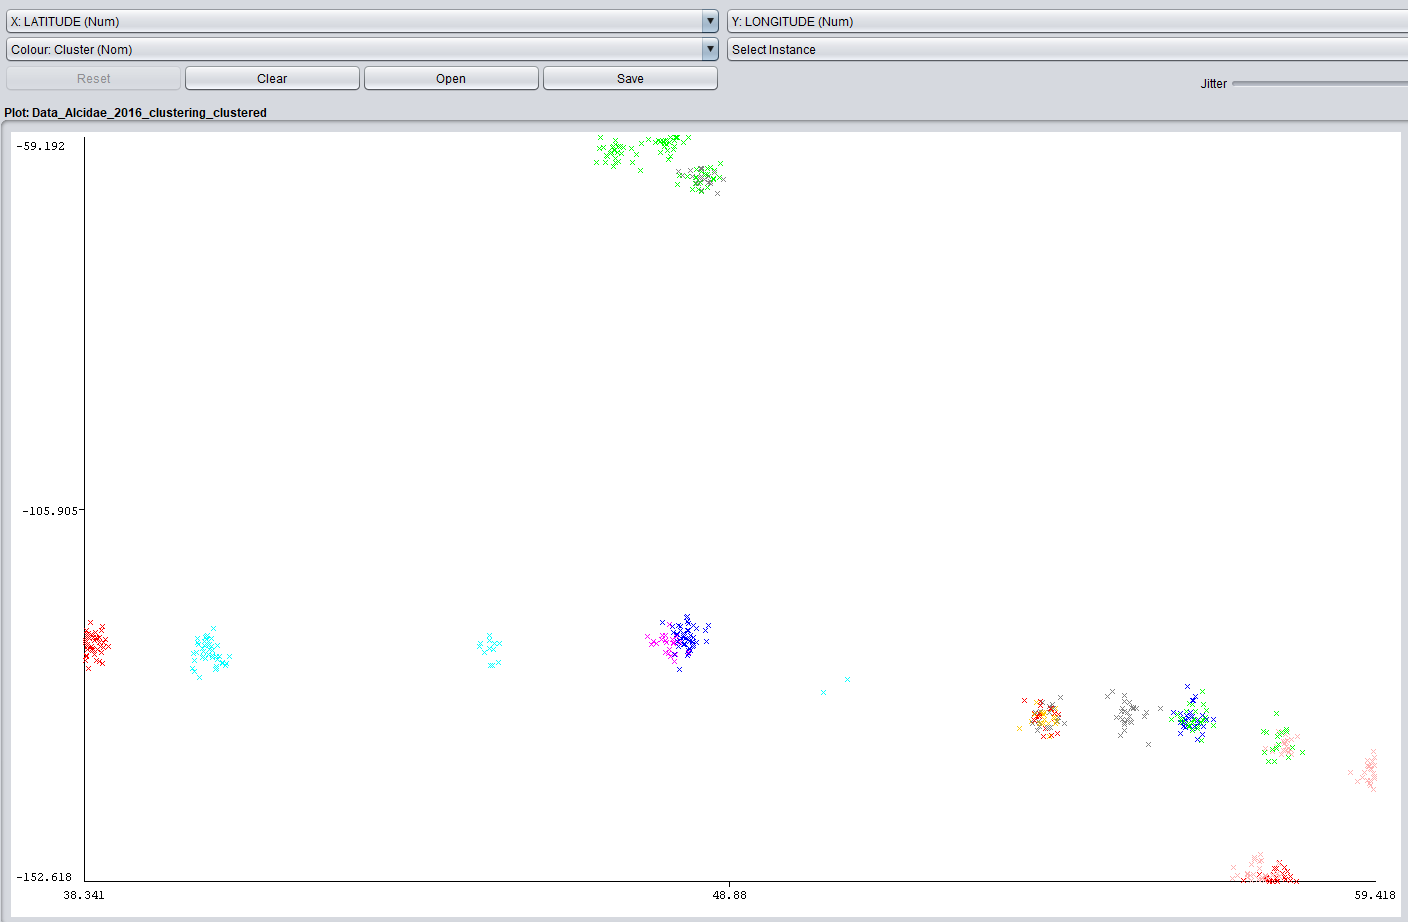 X: LATITUDE (Num) Y: LONGITUDE (Num)
Colour: Cluster (Nom) Select Instance
Reset Clear Open Save Jitter
Plot: Data_Alcidae_2016_clustering_clustered
-59.192
-105.905
-152.618
38.341 48.88 59.418